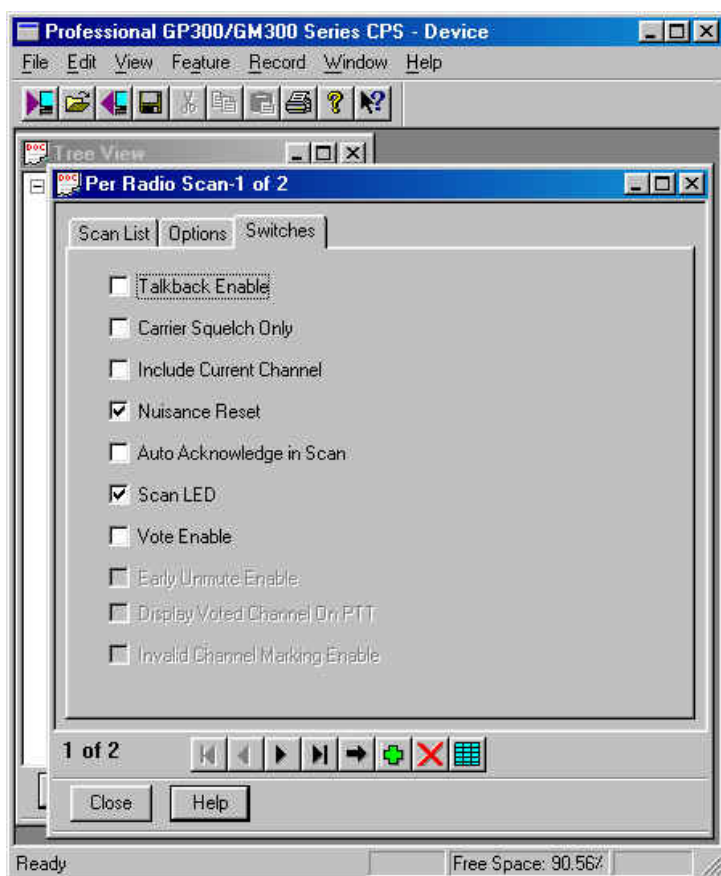 Professional GP300/GM300 Series CPS - Device
File Edit View Feature Record Window Help
DOC Tree View
DOC Per Radio Scan-1 of 2
Scan List Options Switches
Talkback Enable
Carrier Squelch Only
Include Current Channel
Nuisance Reset
Auto Acknowledge in Scan
Scan LED
Vote Enable
Early Unmute Enable
Display Voted Channel On PTT
Invalid Channel Marking Enable
1 of 2
Close Help
Ready Free Space: 90.56%